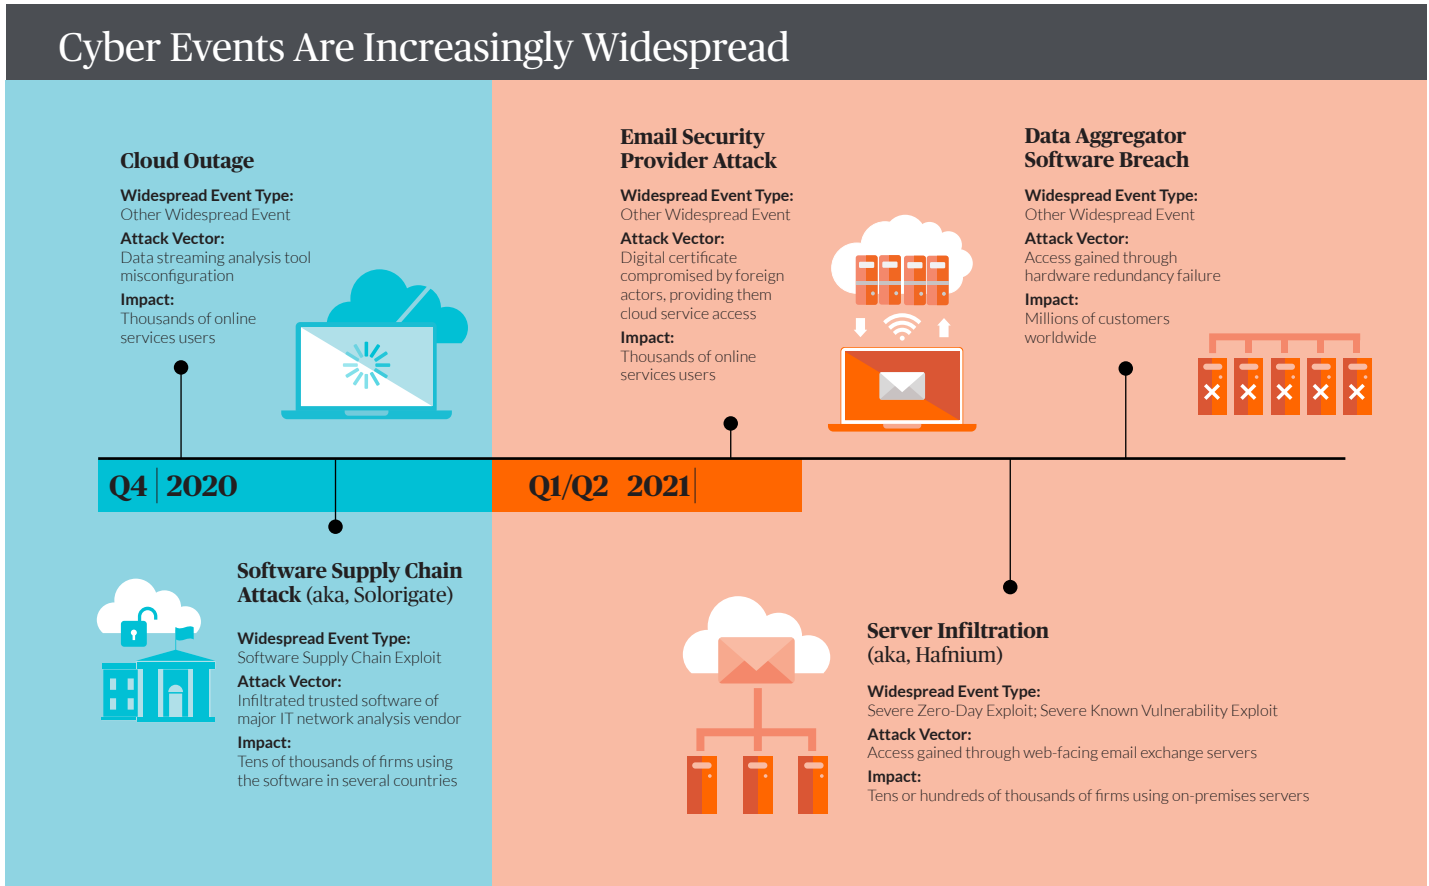 Cyber Events Are Increasingly Widespread
Cloud Outage
Widespread Event Type:
Other Widespread Event
Attack Vector:
Data streaming analysis tool
misconfiguration
Impact:
Thousands of online
services users
Email Security
Provider Attack
Widespread Event Type:
Other Widespread Event
Attack Vector:
Digital certificate
compromised by foreign
actors, providing them
cloud service access
Impact:
Thousands of online
services users
Data Aggregator
Software Breach
Widespread Event Type:
Other Widespread Event
Attack Vector:
Access gained through
hardware redundancy failure
Impact:
Millions of customers
worldwide
Q4 | 2020
Q1/Q2 2021|
Software Supply Chain
Attack (aka, Solorigate)
Widespread Event Type:
Software Supply Chain Exploit
Attack Vector:
Infiltrated trusted software of
major IT network analysis vendor
Impact:
Tens of thousands of firms using
the software in several countries
Server Infiltration
(aka, Hafnium)
Widespread Event Type:
Severe Zero-Day Exploit; Severe Known Vulnerability Exploit
Attack Vector:
Access gained through web-facing email exchange servers
Impact:
Tens or hundreds of thousands of firms using on-premises servers